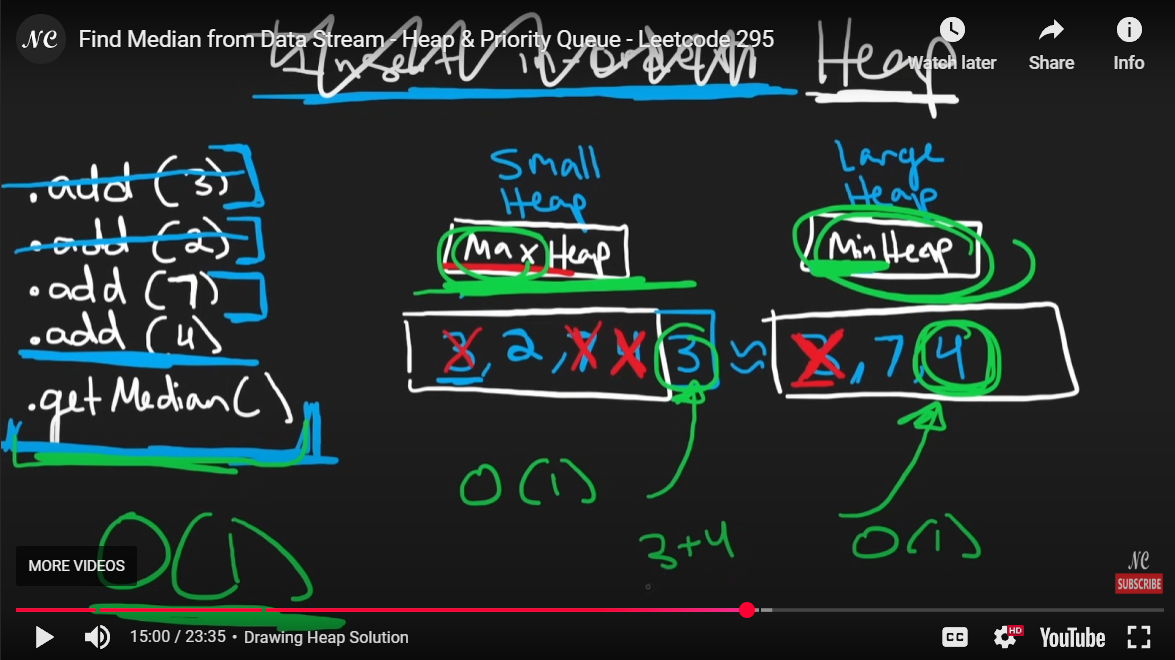 NC Find Median from Data Stream - Heap & Priority Queue - Leetcode 295
Watch later Share Info
Insert in order Heap
Small Heap
Large Heap
.add (3)
.add (2)
.add (7)
.add (4)
.getMedian()
Max Heap
Min Heap
3, 2, 7 4 3 ≈ 3, 7, 4
O(1)
3+4
O(1)
O(1)
MORE VIDEOS
NC
SUBSCRIBE
15:00 / 23:35 • Drawing Heap Solution
CC HD YouTube